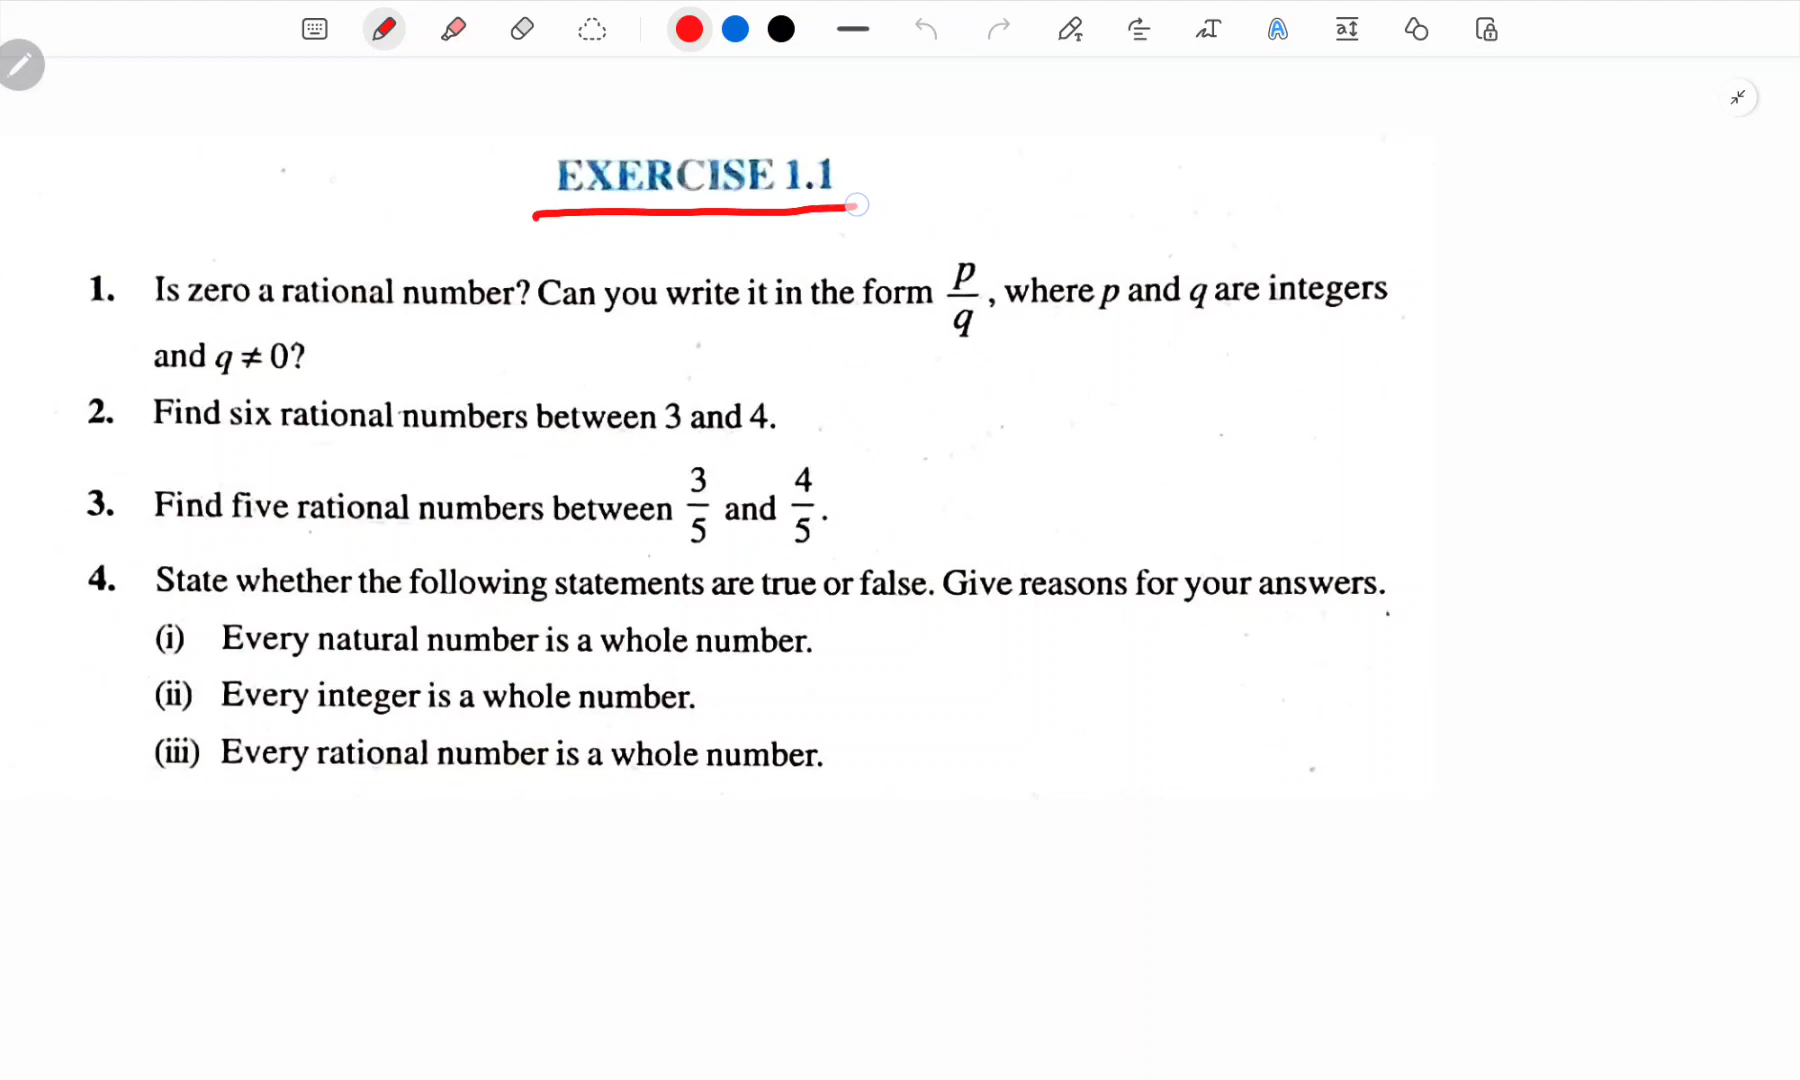 EXERCISE 1.1
1. Is zero a rational number? Can you write it in the form p/q, where p and q are integers
and q ≠ 0?
2. Find six rational numbers between 3 and 4.
3. Find five rational numbers between 3/5 and 4/5.
4. State whether the following statements are true or false. Give reasons for your answers.
(i) Every natural number is a whole number.
(ii) Every integer is a whole number.
(iii) Every rational number is a whole number.